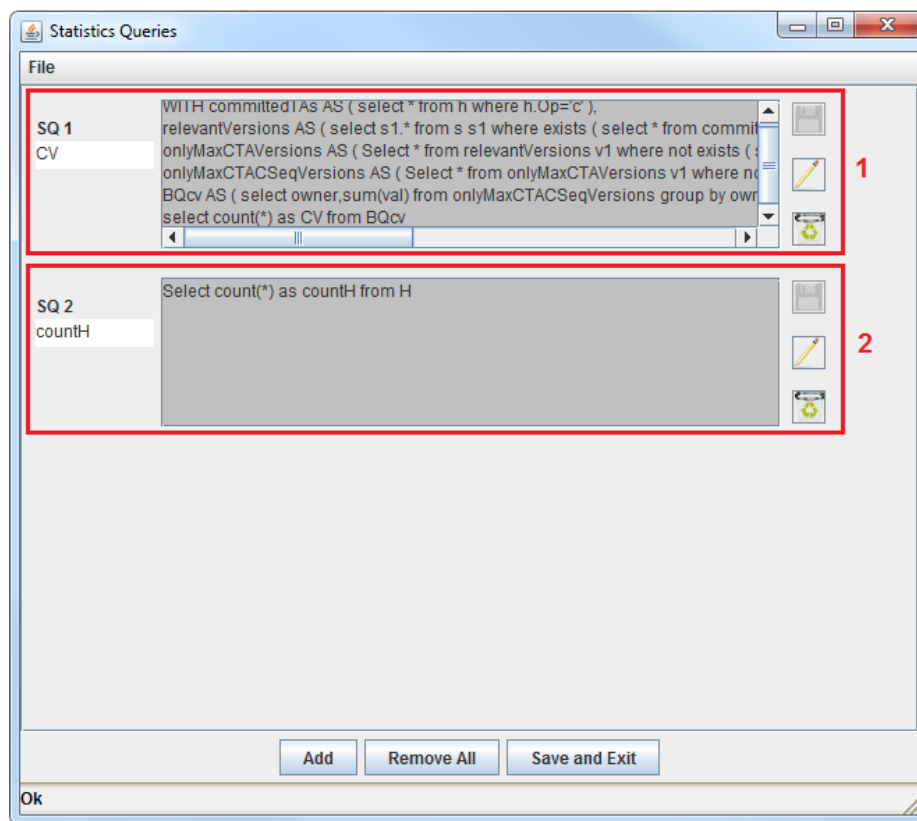 Statistics Queries
File
SQ 1
CV
WITH committedTAs AS ( select * from h where h.Op='c' ),
relevantVersions AS ( select s1.* from s s1 where exists ( select * from commit
onlyMaxCTAVersions AS ( Select * from relevantVersions v1 where not exists (
onlyMaxCTACSeqVersions AS ( Select * from onlyMaxCTAVersions v1 where no
BQcv AS ( select owner,sum(val) from onlyMaxCTACSeqVersions group by own
select count(*) as CV from BQcv
1
SQ 2
countH
Select count(*) as countH from H
2
Add Remove All Save and Exit
Ok